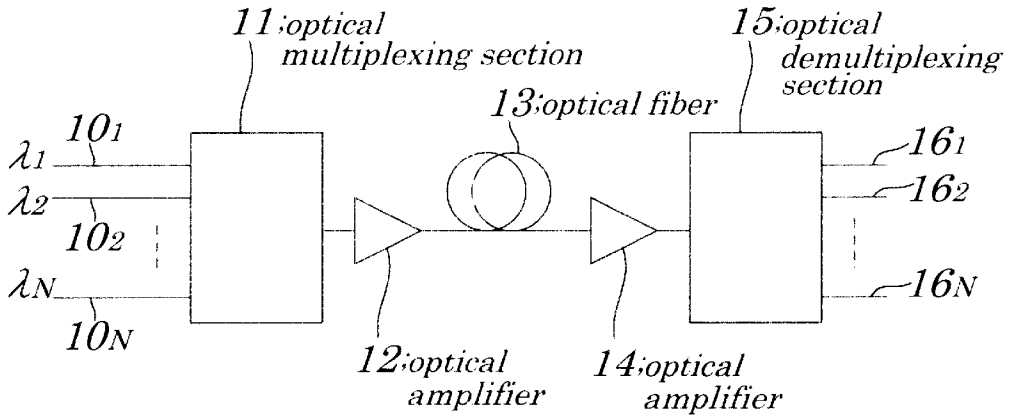 11;optical
multiplexing section
15;optical
demultiplexing
section
13;optical fiber
λ1
101
λ2
102
λN
10N
161
162
16N
12;optical
amplifier
14;optical
amplifier